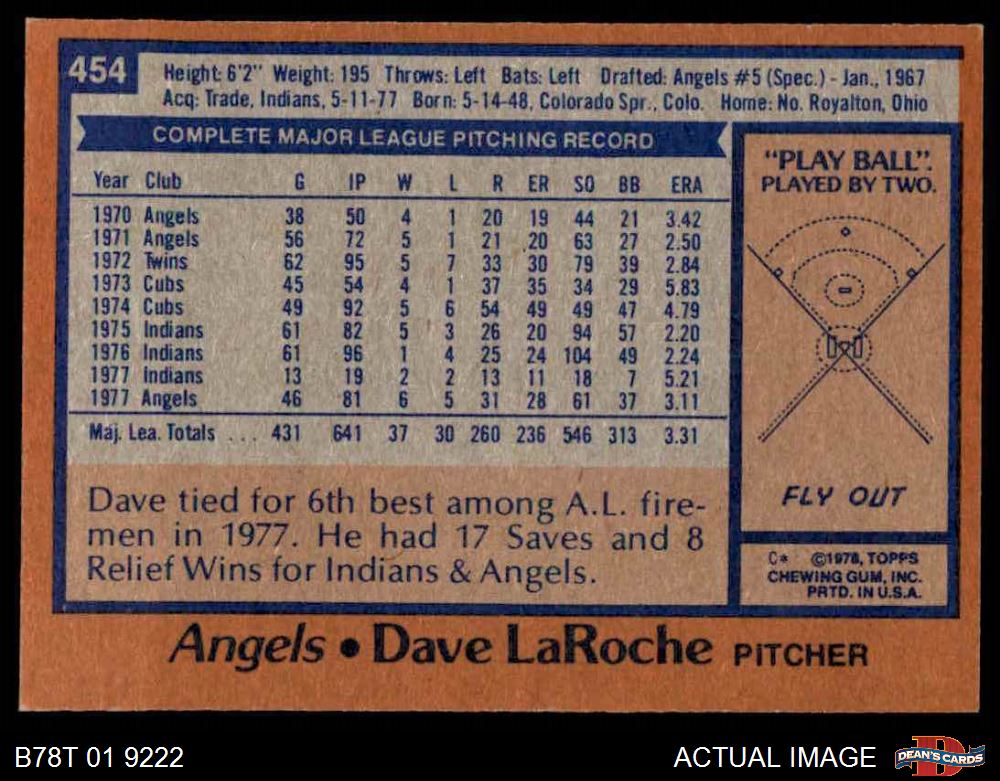 454
Height: 6'2" Weight: 195 Throws: Left Bats: Left Drafted: Angels #5 (Spec.) - Jan., 1967
Acq: Trade, Indians, 5-11-77 Born: 5-14-48, Colorado Spr., Colo. Home: No. Royalton, Ohio
COMPLETE MAJOR LEAGUE PITCHING RECORD
Year Club G IP W L R ER SO BB ERA
1970 Angels 38 50 4 1 20 19 44 21 3.42
1971 Angels 56 72 5 1 21 20 63 27 2.50
1972 Twins 62 95 5 7 33 30 79 39 2.84
1973 Cubs 45 54 4 1 37 35 34 29 5.83
1974 Cubs 49 92 5 6 54 49 49 47 4.79
1975 Indians 61 82 5 3 26 20 94 57 2.20
1976 Indians 61 96 1 4 25 24 104 49 2.24
1977 Indians 13 19 2 2 13 11 18 7 5.21
1977 Angels 46 81 6 5 31 28 61 37 3.11
Maj. Lea. Totals ... 431 641 37 30 260 236 546 313 3.31
Dave tied for 6th best among A.L. fire-
men in 1977. He had 17 Saves and 8
Relief Wins for Indians & Angels.
"PLAY BALL".
PLAYED BY TWO.
FLY OUT
C* ©1978, TOPPS
CHEWING GUM, INC.
PRTD. IN U.S.A.
Angels • Dave LaRoche PITCHER
B78T 01 9222
ACTUAL IMAGE
D
DEAN'S CARDS